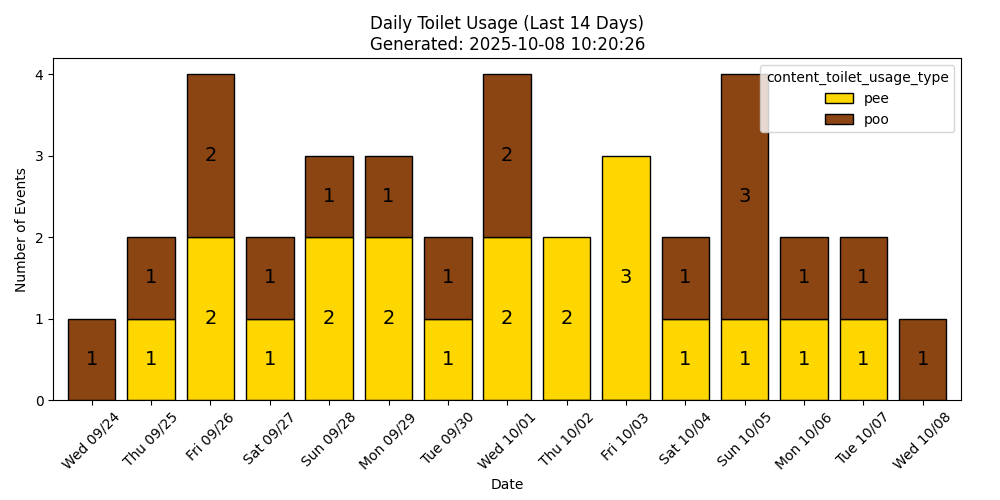 Daily Toilet Usage (Last 14 Days)
Generated: 2025-10-08 10:20:26
content_toilet_usage_type
pee
poo
Number of Events
4
3
2
1
0
2
2
1
1
2
3
1
1
1
1
3
1
1
1
1
1
2
1
2
2
1
2
2
1
1
1
1
1
Wed 09/24
Thu 09/25
Fri 09/26
Sat 09/27
Sun 09/28
Mon 09/29
Tue 09/30
Wed 10/01
Thu 10/02
Fri 10/03
Sat 10/04
Sun 10/05
Mon 10/06
Tue 10/07
Wed 10/08
Date